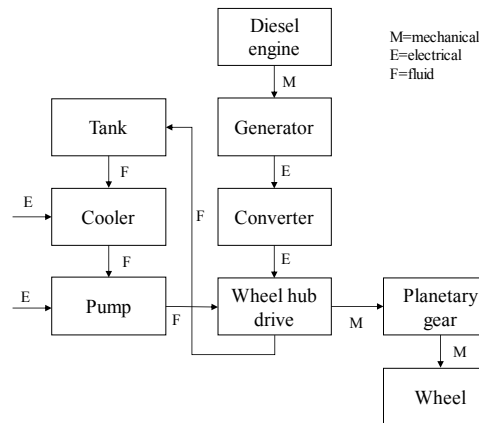 Diesel
engine
M=mechanical
E=electrical
F=fluid
M
Tank
Generator
F
E
E
F
Cooler
Converter
F
E
E
Pump
F
Wheel hub
drive
M
Planetary
gear
M
Wheel